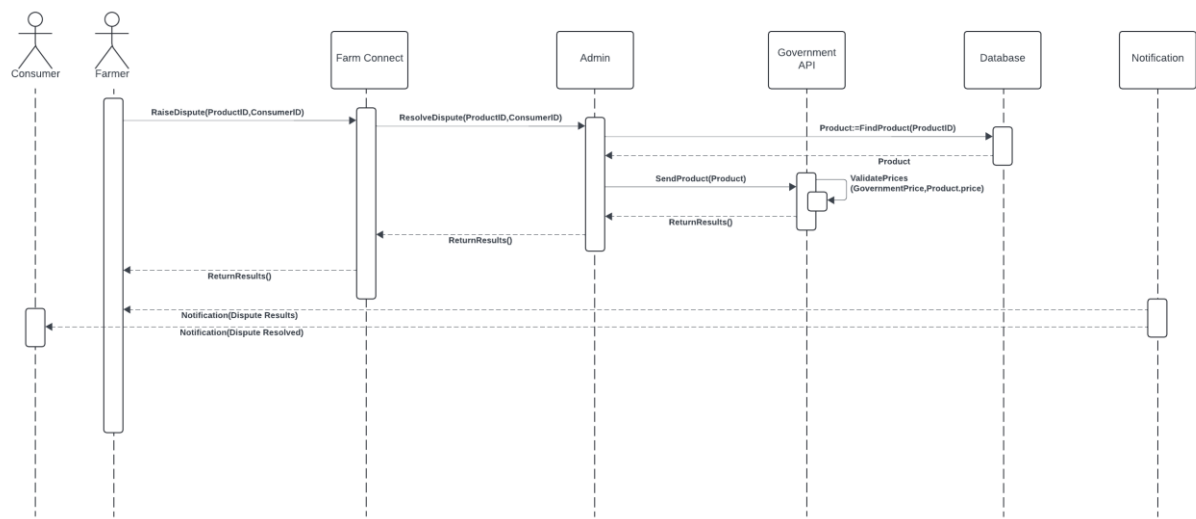 Consumer
Farmer
Farm Connect
Admin
Government
API
Database
Notification
RaiseDispute(ProductID,ConsumerID)
ResolveDispute(ProductID,ConsumerID)
Product:=FindProduct(ProductID)
Product
SendProduct(Product)
ValidatePrices
(GovernmentPrice,Product.price)
ReturnResults()
ReturnResults()
ReturnResults()
Notification(Dispute Results)
Notification(Dispute Resolved)